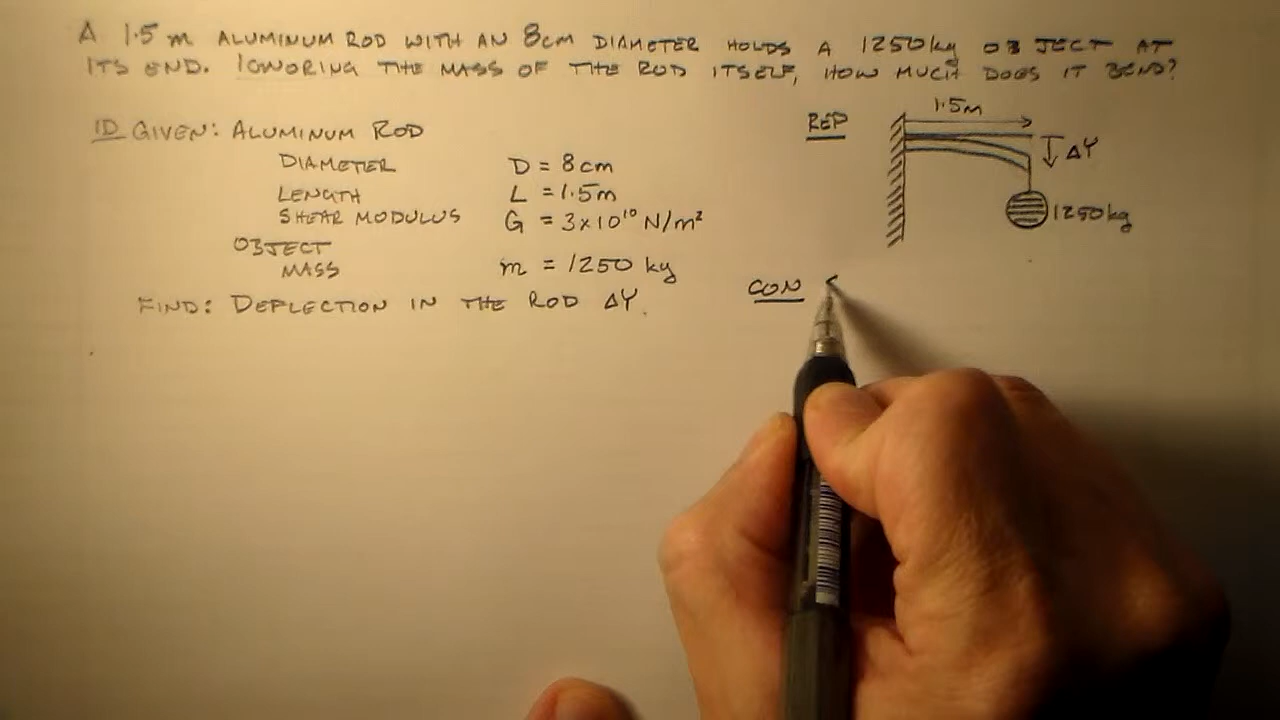 A 1.5 m ALUMINUM ROD WITH AN 8cm DIAMETER HOLDS A 1250kg OBJECT AT
ITS END. IGNORING THE MASS OF THE ROD ITSELF, HOW MUCH DOES IT BEND?
ID GIVEN: ALUMINUM ROD
DIAMETER D = 8cm
LENGTH L = 1.5m
SHEAR MODULUS G = 3x10¹⁰ N/m²
OBJECT
MASS m = 1250 kg
FIND: DEFLECTION IN THE ROD ΔY.
REP
1.5m
ΔY
1250kg
CON